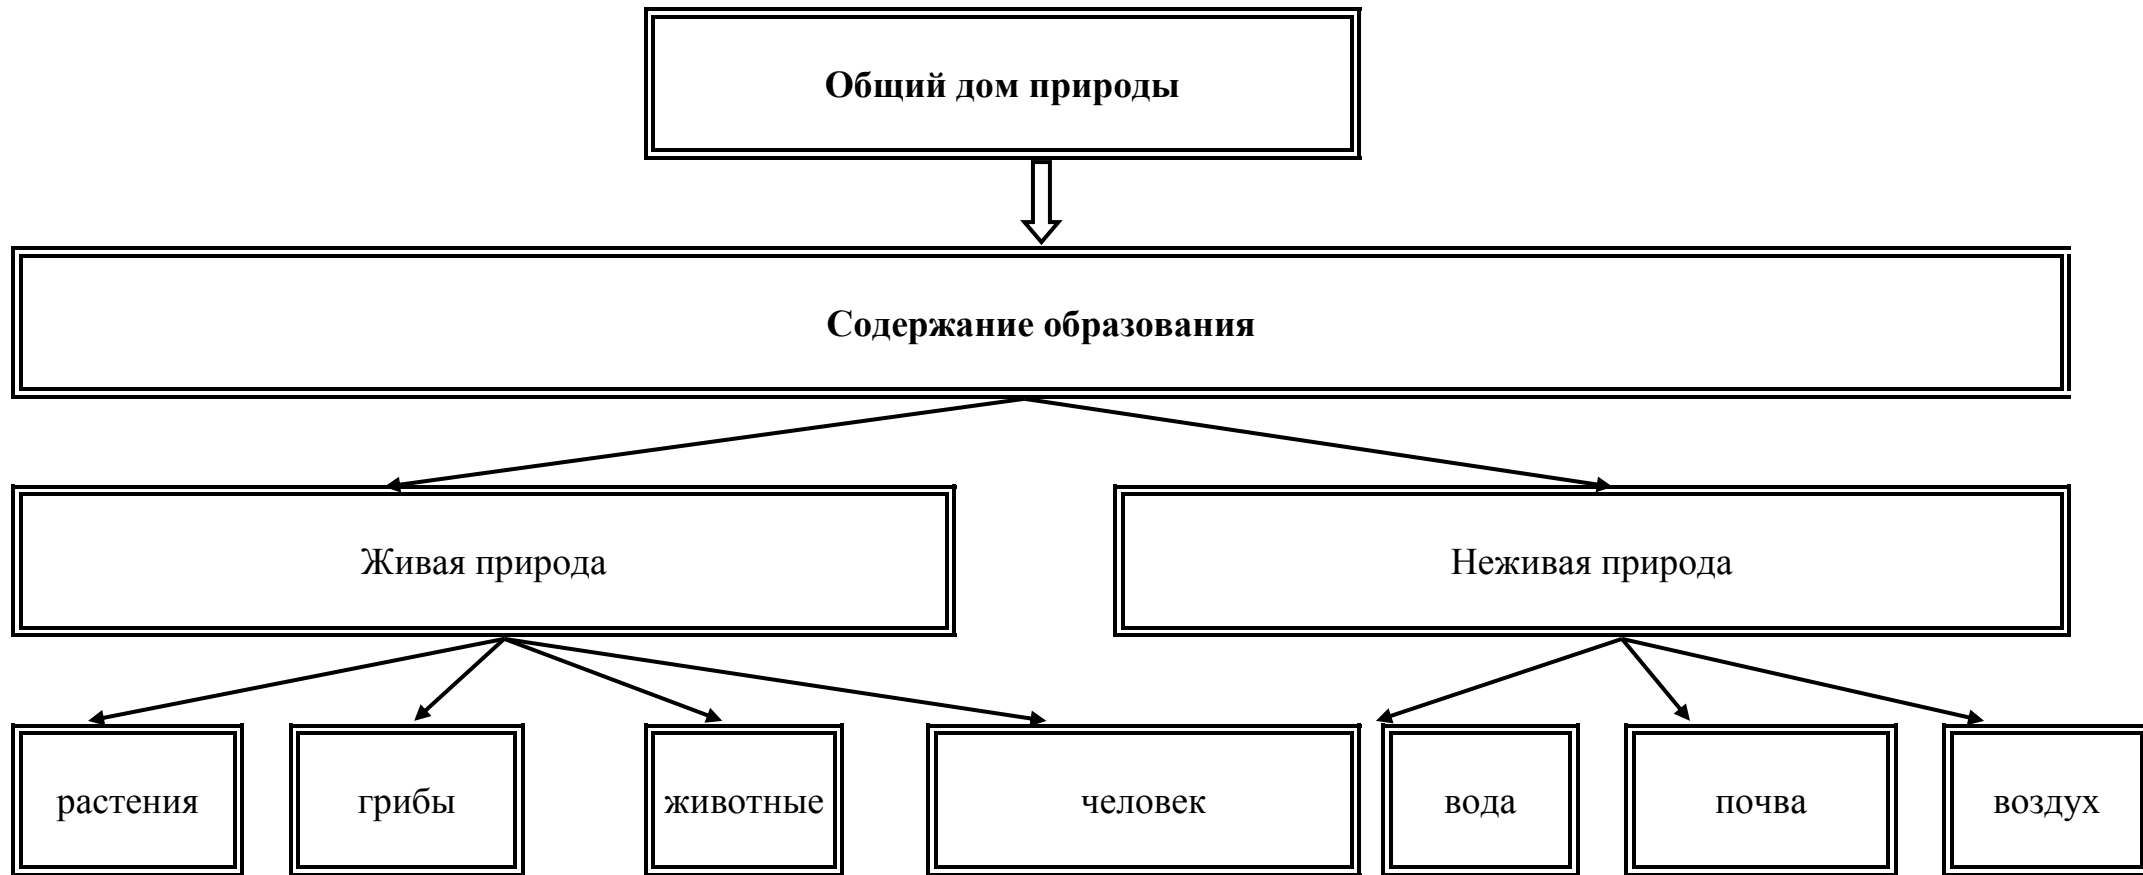 Общий дом природы
Содержание образования
Живая природа
Неживая природа
растения
грибы
животные
человек
вода
почва
воздух